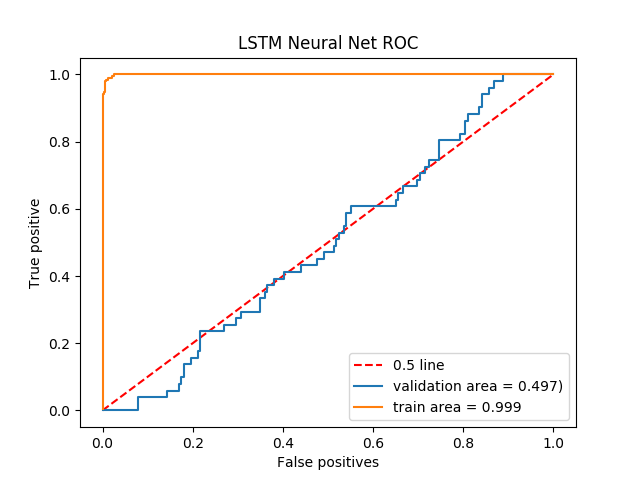 LSTM Neural Net ROC
1.0
0.8
0.6
0.4
0.2
0.0
True positive
0.5 line
validation area = 0.497)
train area = 0.999
0.0 0.2 0.4 0.6 0.8 1.0
False positives